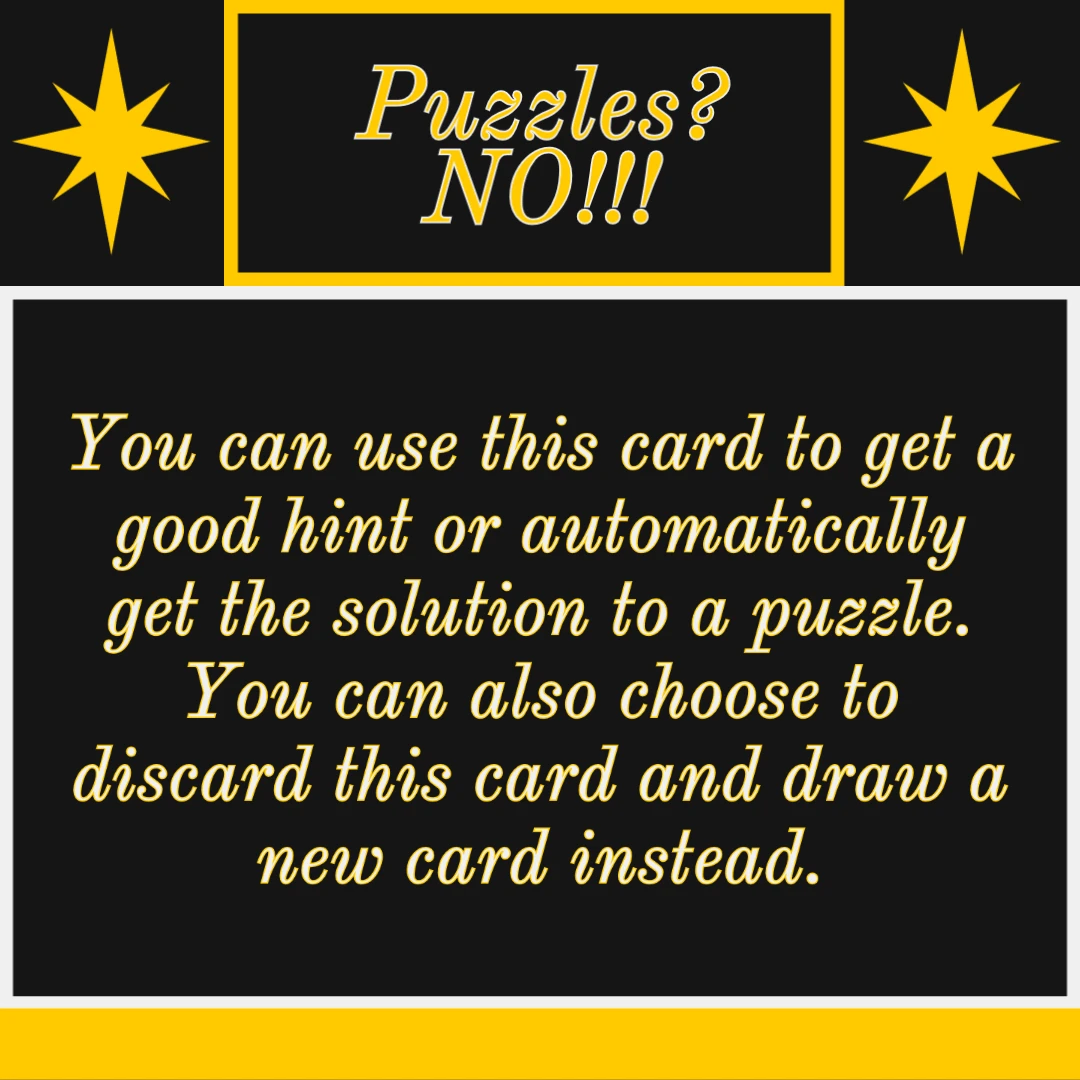 Puzzles?
NO!!!
You can use this card to get a
good hint or automatically
get the solution to a puzzle.
You can also choose to
discard this card and draw a
new card instead.